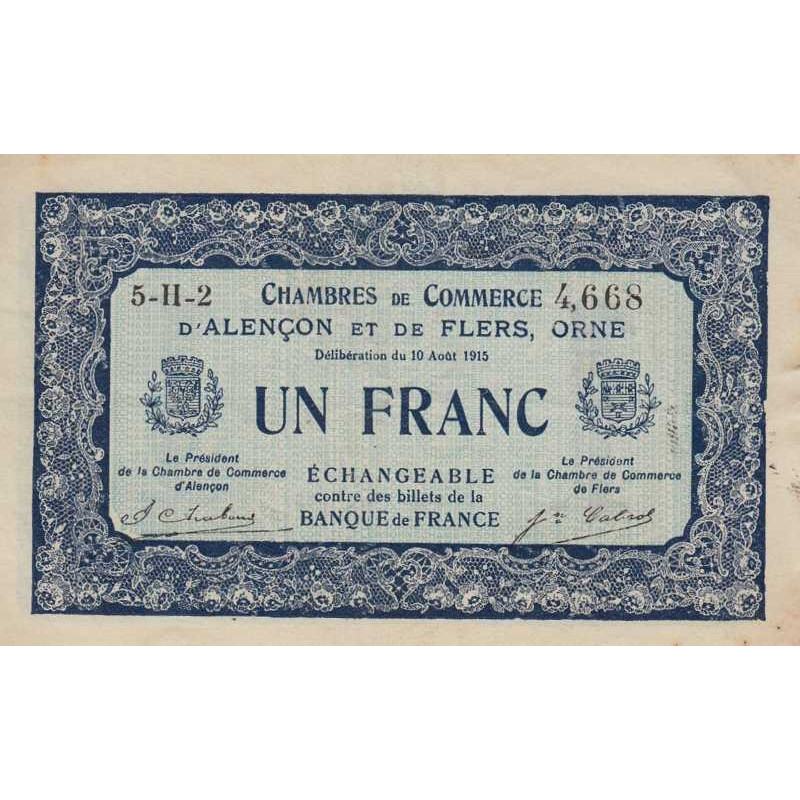 5-H-2 CHAMBRES DE COMMERCE 4,668
D'ALENÇON ET DE FLERS, ORNE
Délibération du 10 Août 1915
UN FRANC
Le Président
de la Chambre de Commerce
d'Alençon
ÉCHANGEABLE
contre des billets de la
BANQUE de FRANCE
Le Président
de la Chambre de Commerce
de Flers